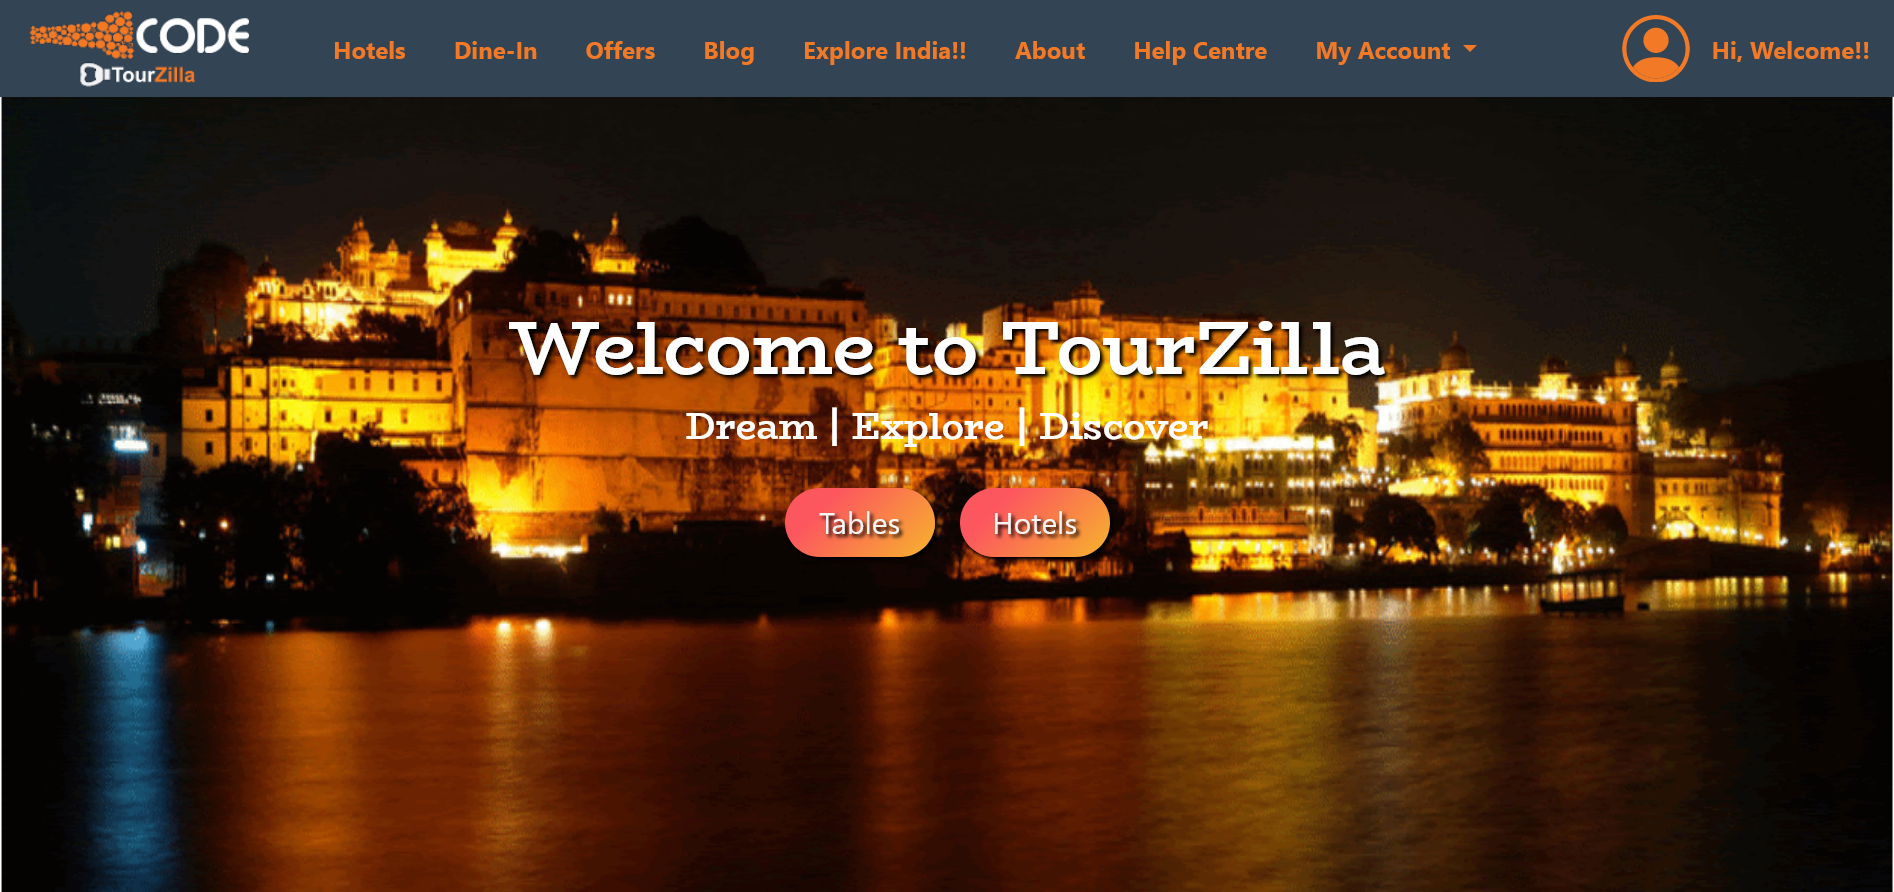 CODE
TourZilla
Hotels Dine-In Offers Blog Explore India!! About Help Centre My Account Hi, Welcome!!
Welcome to TourZilla
Dream | Explore | Discover
Tables Hotels